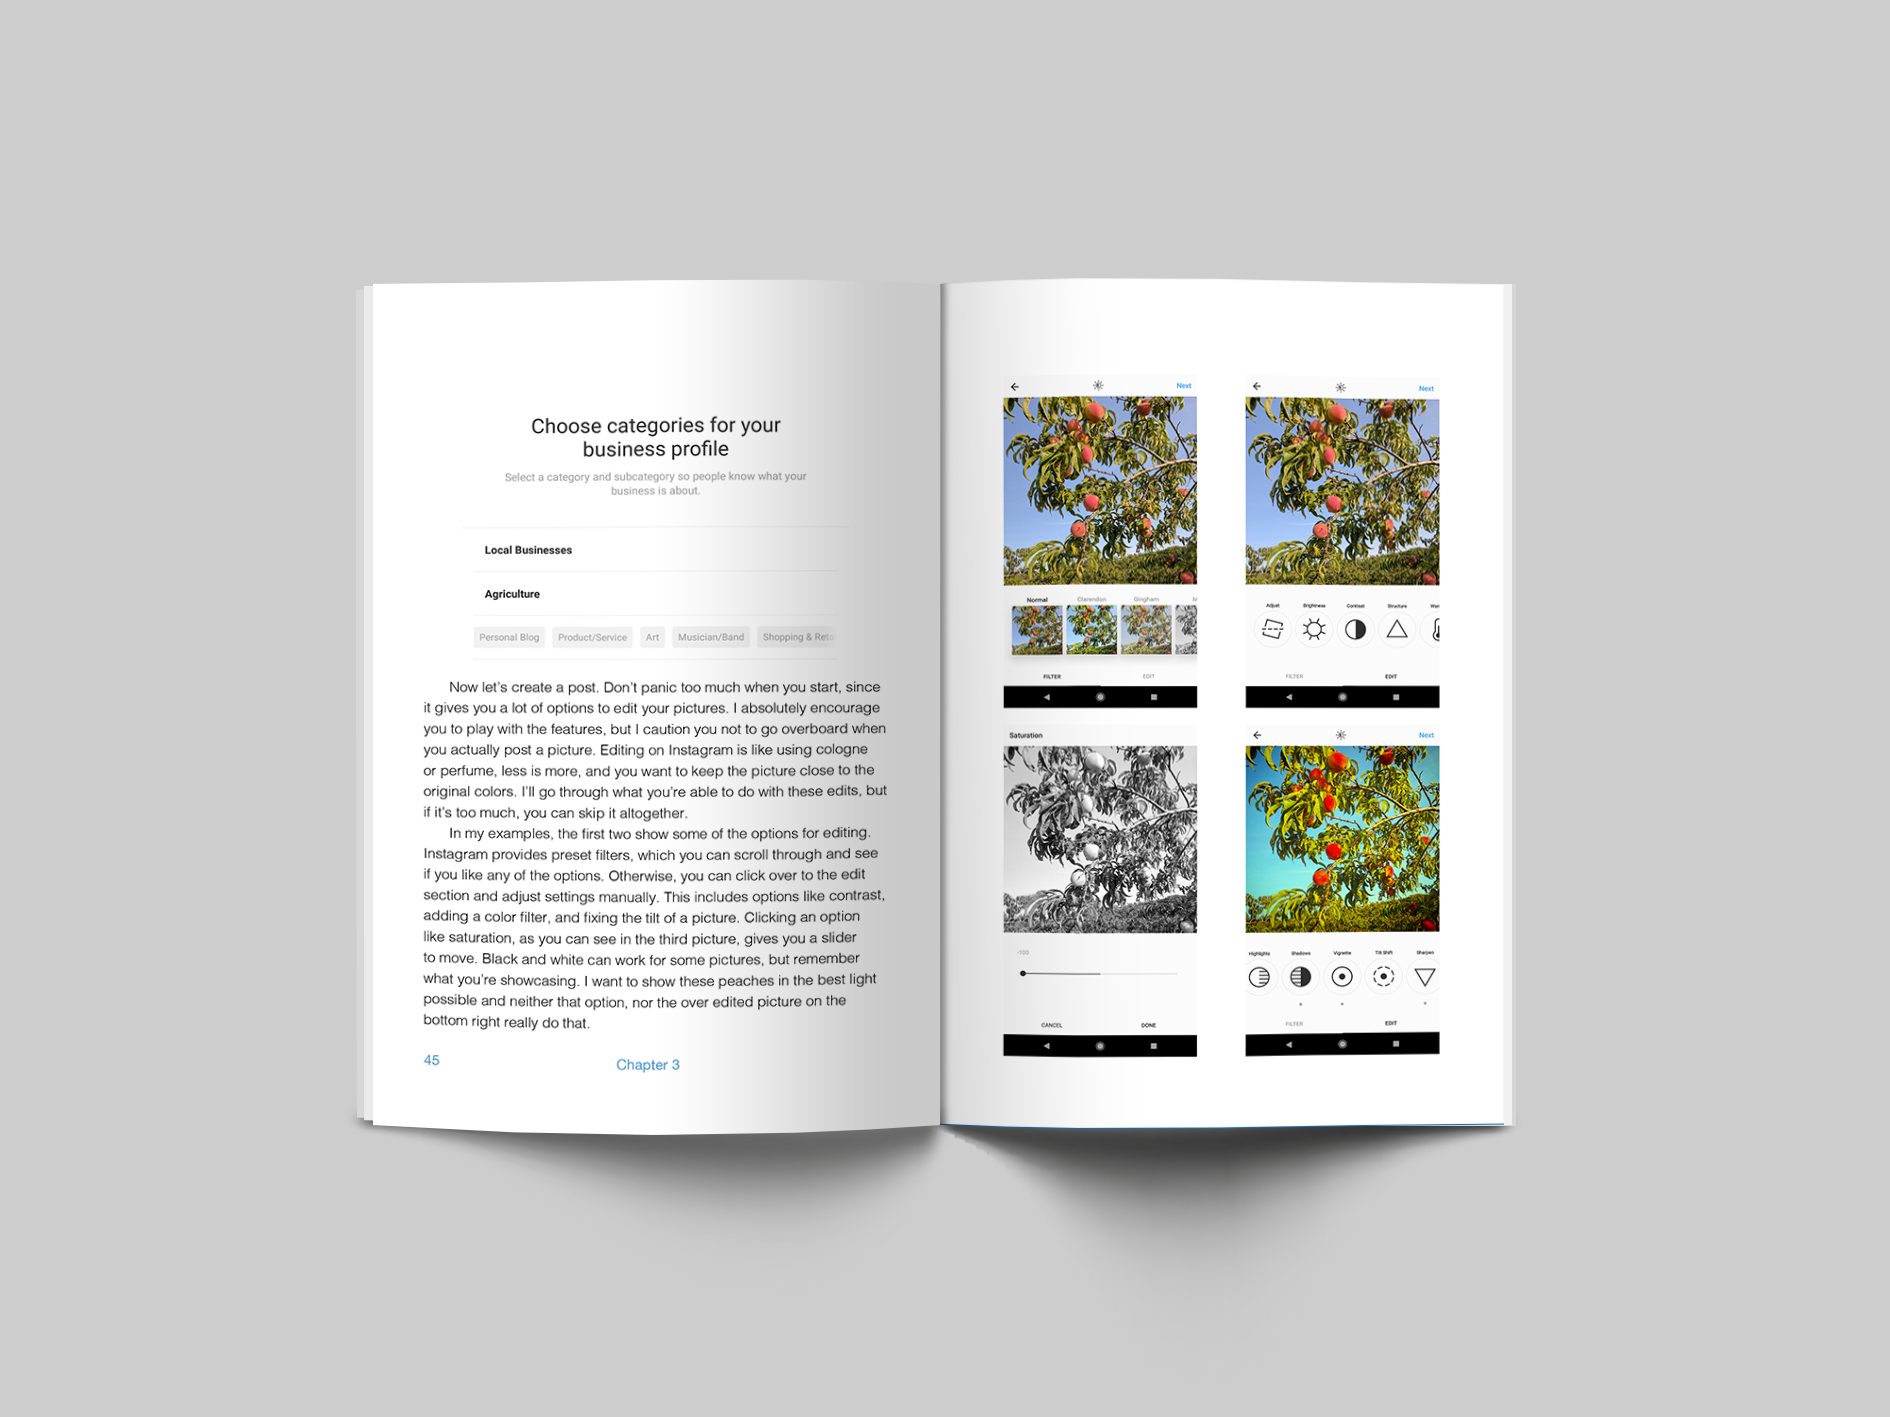 Choose categories for your
business profile
Select a category and subcategory so people know what your
business is about.
Local Businesses
Agriculture
Personal Blog Product/Service Art Musician/Band Shopping & Reta
Now let's create a post. Don't panic too much when you start, since
it gives you a lot of options to edit your pictures. I absolutely encourage
you to play with the features, but I caution you not to go overboard when
you actually post a picture. Editing on Instagram is like using cologne
or perfume, less is more, and you want to keep the picture close to the
original colors. I'll go through what you're able to do with these edits, but
if it's too much, you can skip it altogether.
In my examples, the first two show some of the options for editing.
Instagram provides preset filters, which you can scroll through and see
if you like any of the options. Otherwise, you can click over to the edit
section and adjust settings manually. This includes options like contrast,
adding a color filter, and fixing the tilt of a picture. Clicking an option
like saturation, as you can see in the third picture, gives you a slider
to move. Black and white can work for some pictures, but remember
what you're showcasing. I want to show these peaches in the best light
possible and neither that option, nor the over edited picture on the
bottom right really do that.
45
Chapter 3
Next
Normal Clarendon Gingham M
FILTER EDIT
Next
Adjust Brightness Contrast Structure War
FILTER EDIT
Saturation
-100
CANCEL DONE
Next
Highlights Shadows Vignette Tilt Shift Sharpen
FILTER EDIT